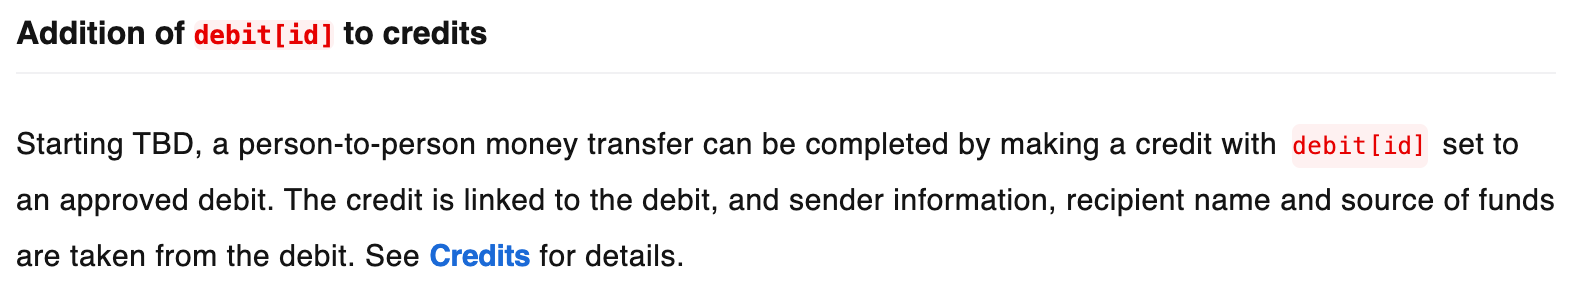 Addition of debit[id] to credits
Starting TBD, a person-to-person money transfer can be completed by making a credit with debit[id] set to
an approved debit. The credit is linked to the debit, and sender information, recipient name and source of funds
are taken from the debit. See Credits for details.